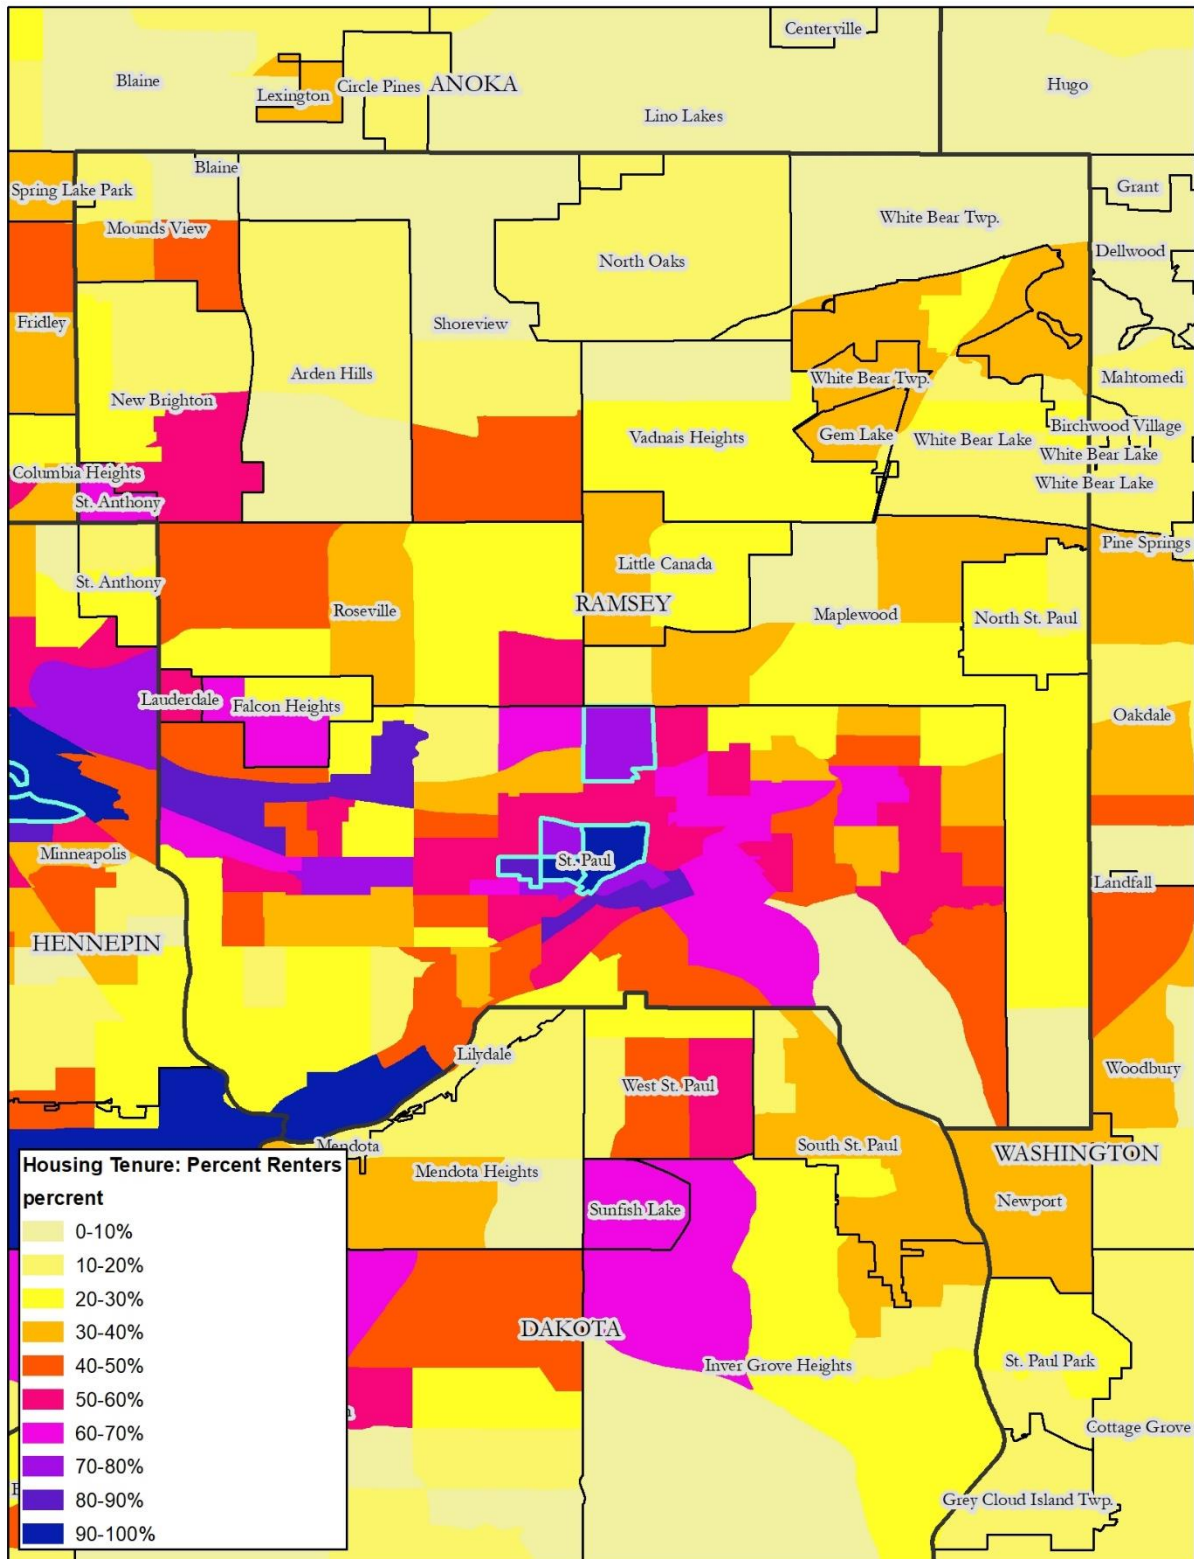 Centerville
Blaine
Lexington
Circle Pines
ANOKA
Hugo
Lino Lakes
Blaine
Spring Lake Park
Grant
Mounds View
White Bear Twp.
Dellwood
North Oaks
Fridley
Shoreview
Arden Hills
White Bear Twp.
Mahtomedi
New Brighton
Vadnais Heights
Gem Lake
White Bear Lake
Birchwood Village
White Bear Lake
Columbia Heights
White Bear Lake
St. Anthony
Pine Springs
St. Anthony
Little Canada
RAMSEY
Roseville
Maplewood
North St. Paul
Lauderdale
Falcon Heights
Oakdale
Minneapolis
St. Paul
Landfall
HENNEPIN
Lilydale
West St. Paul
Woodbury
Mendota
South St. Paul
WASHINGTON
Mendota Heights
Newport
Sunfish Lake
DAKOTA
Inver Grove Heights
St. Paul Park
Cottage Grove
Grey Cloud Island Twp.
Housing Tenure: Percent Renters
percrent
0-10%
10-20%
20-30%
30-40%
40-50%
50-60%
60-70%
70-80%
80-90%
90-100%